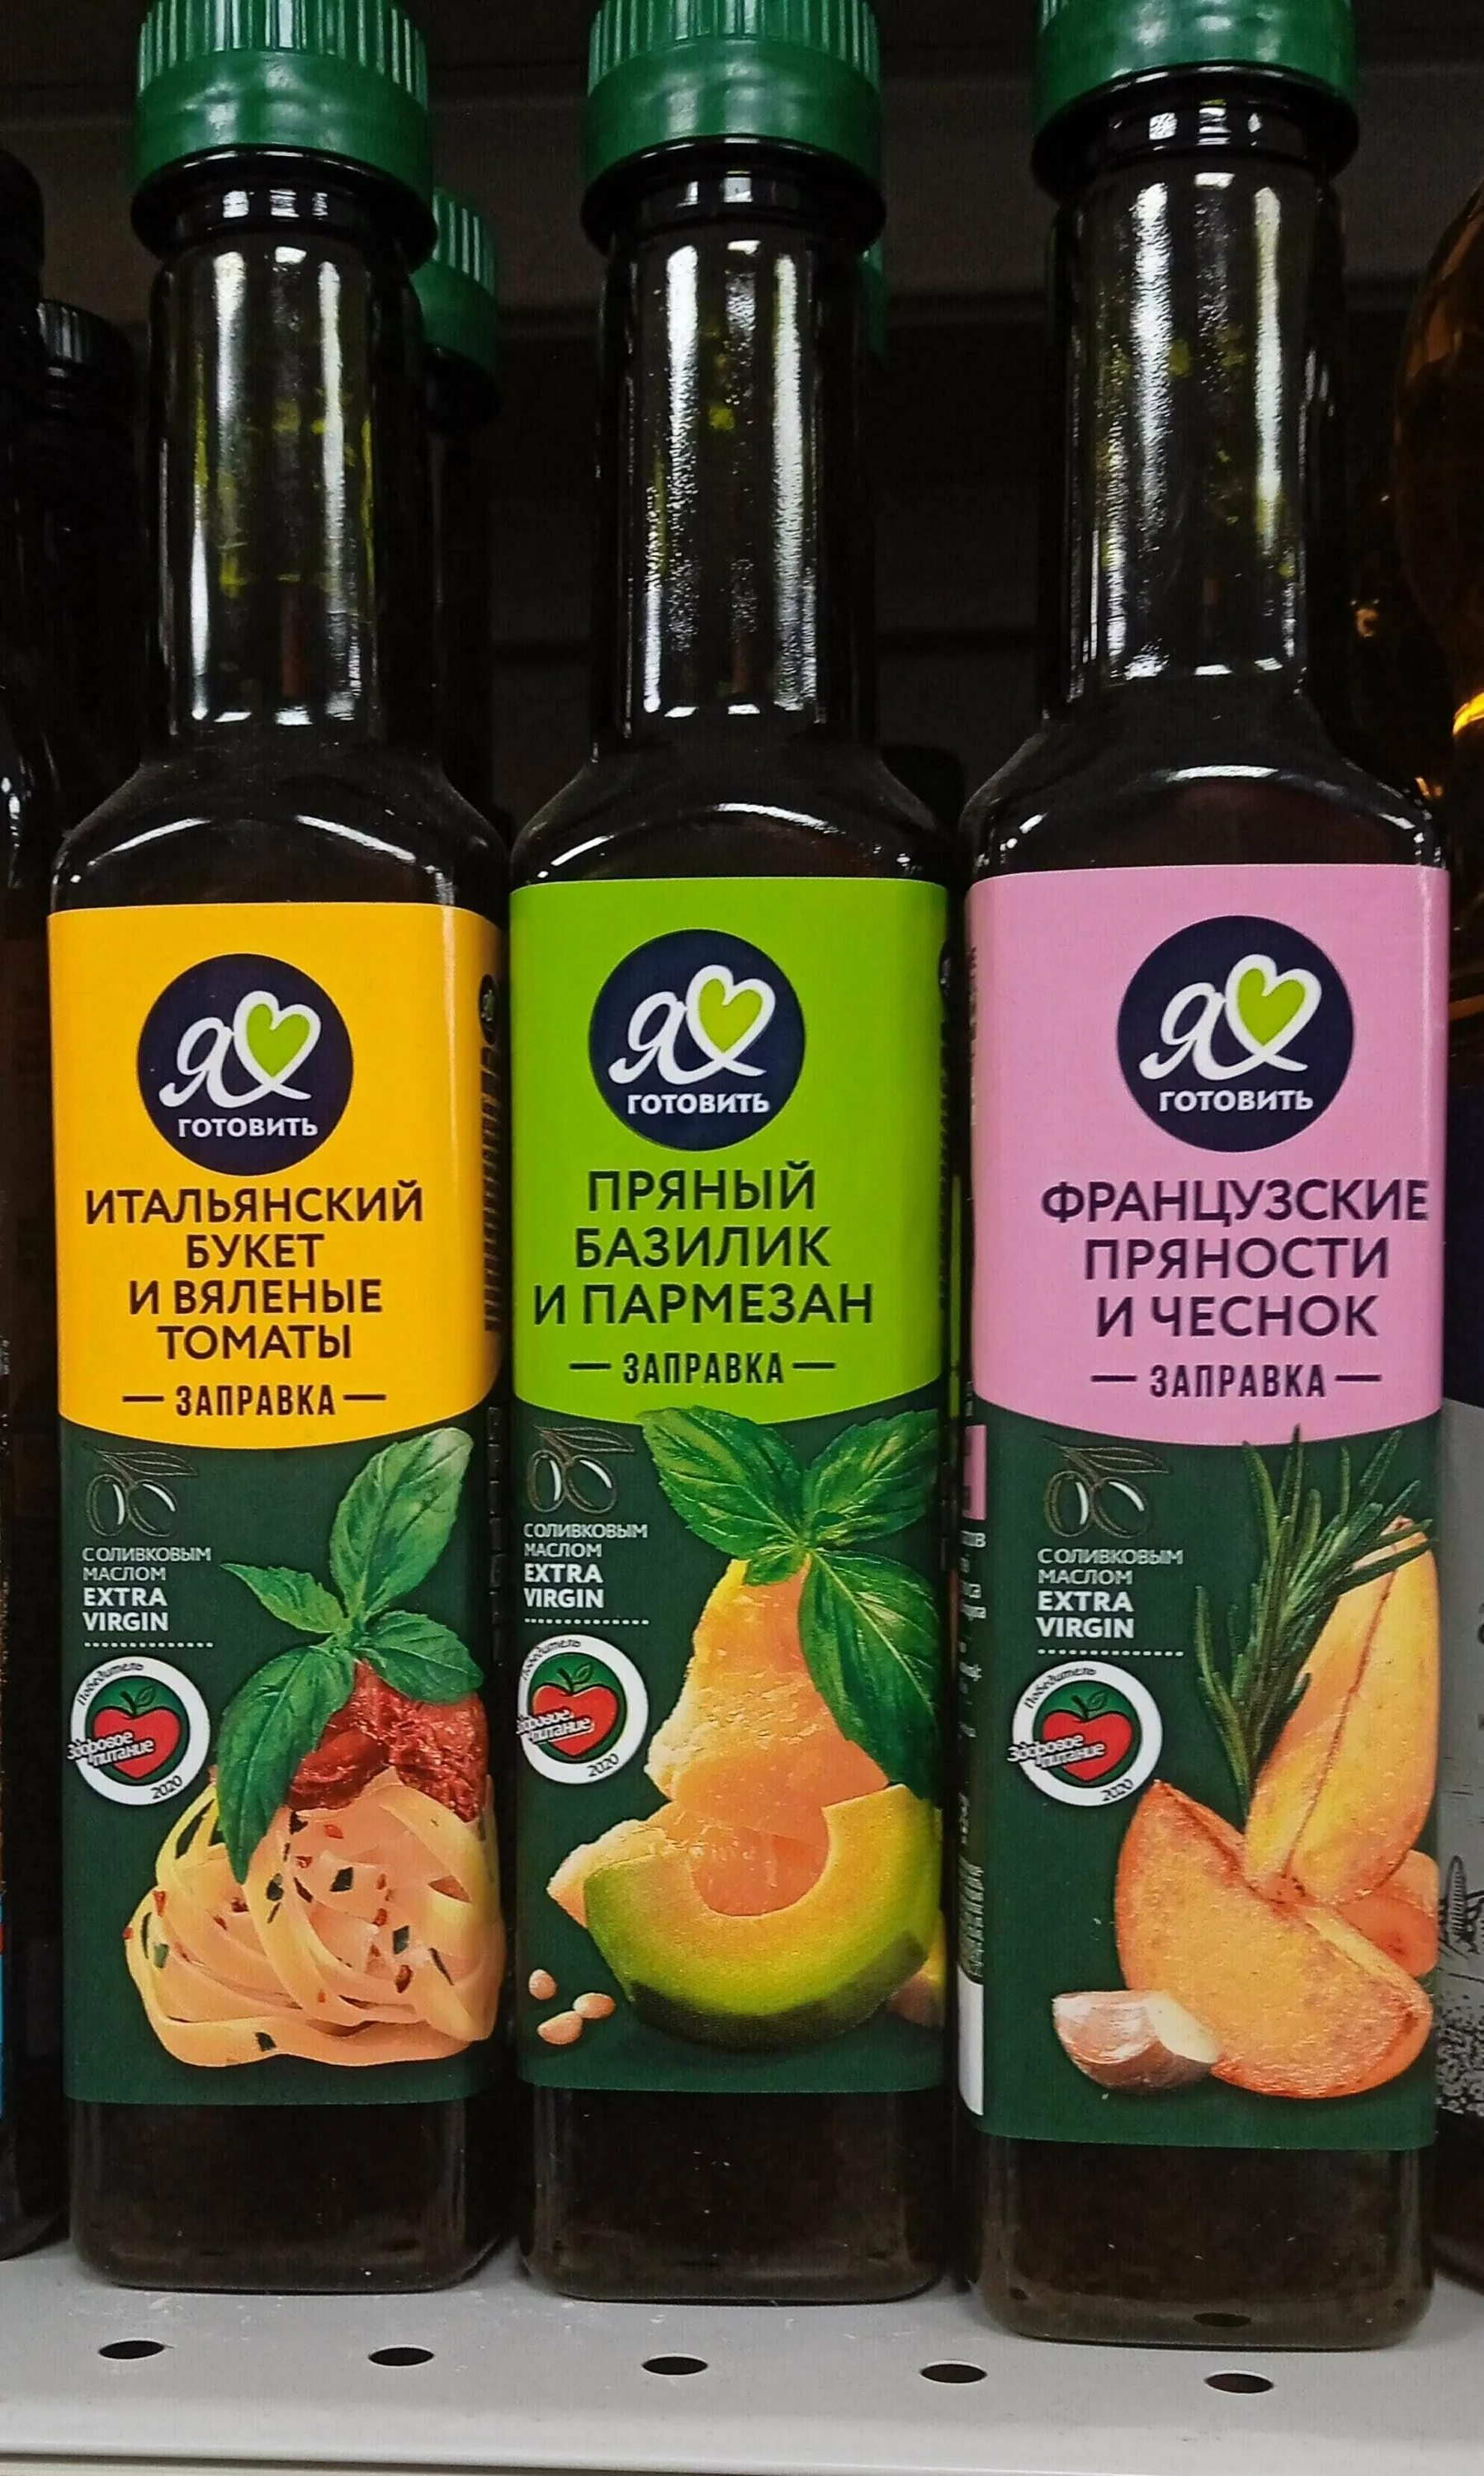 Я
ГОТОВИТЬ
ИТАЛЬЯНСКИЙ
БУКЕТ
И ВЯЛЕНЫЕ
ТОМАТЫ
ЗАПРАВКА
С ОЛИВКОВЫМ
МАСЛОМ
EXTRA
VIRGIN
Победитель
Здоровое
питание
2020
Я
ГОТОВИТЬ
ПРЯНЫЙ
БАЗИЛИК
И ПАРМЕЗАН
ЗАПРАВКА
С ОЛИВКОВЫМ
МАСЛОМ
EXTRA
VIRGIN
Победитель
Здоровое
питание
2020
Я
ГОТОВИТЬ
ФРАНЦУЗСКИЕ
ПРЯНОСТИ
И ЧЕСНОК
ЗАПРАВКА
С ОЛИВКОВЫМ
МАСЛОМ
EXTRA
VIRGIN
Победитель
Здоровое
питание
2020